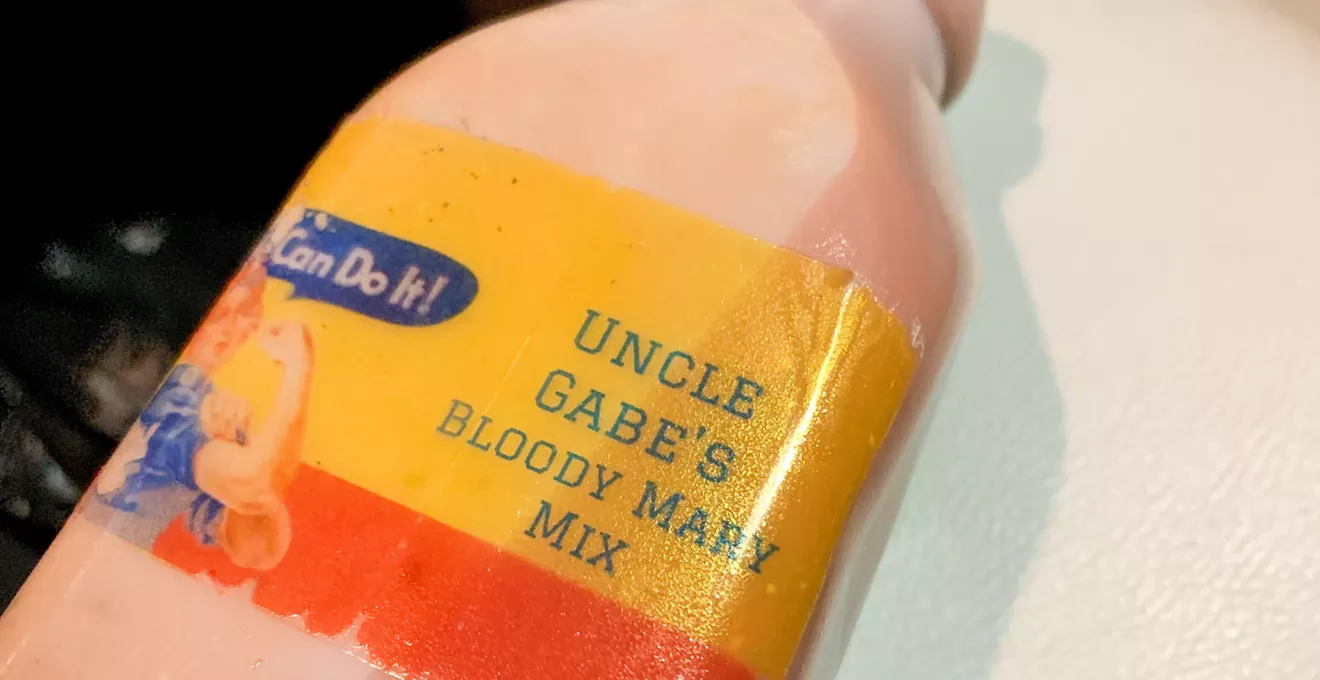 Can Do It!
UNCLE
GABE'S
BLOODY MARY
MIX